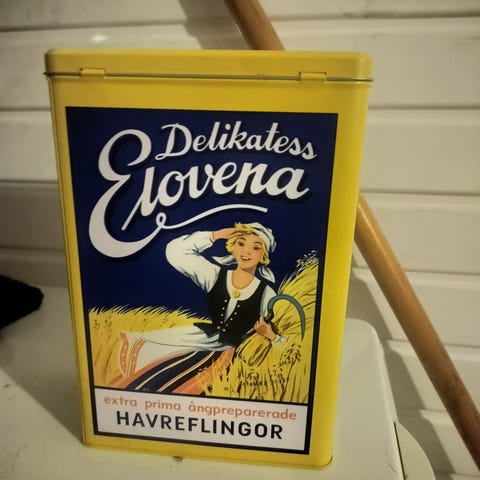 Delikatess
Elovena
extra prima ångpreparerade
HAVREFLINGOR